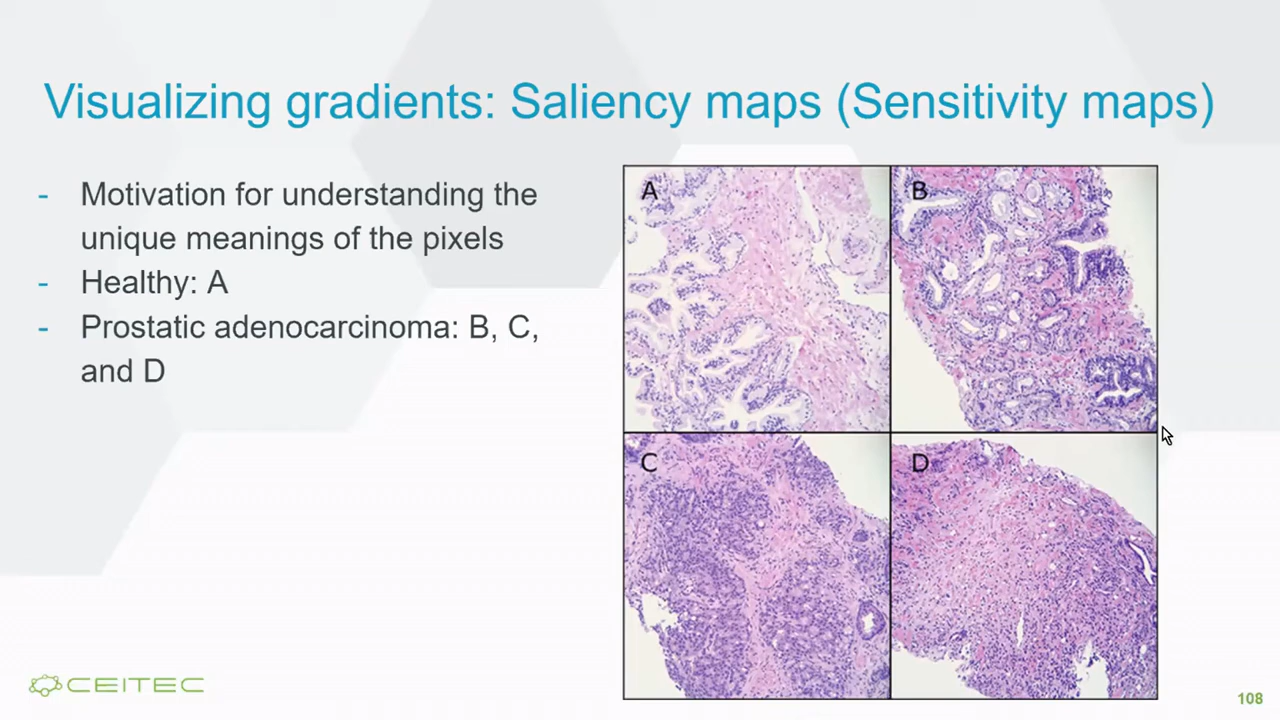 Visualizing gradients: Saliency maps (Sensitivity maps)
- Motivation for understanding the
unique meanings of the pixels
- Healthy: A
- Prostatic adenocarcinoma: B, C,
and D
A
B
C
D
CEITEC
108